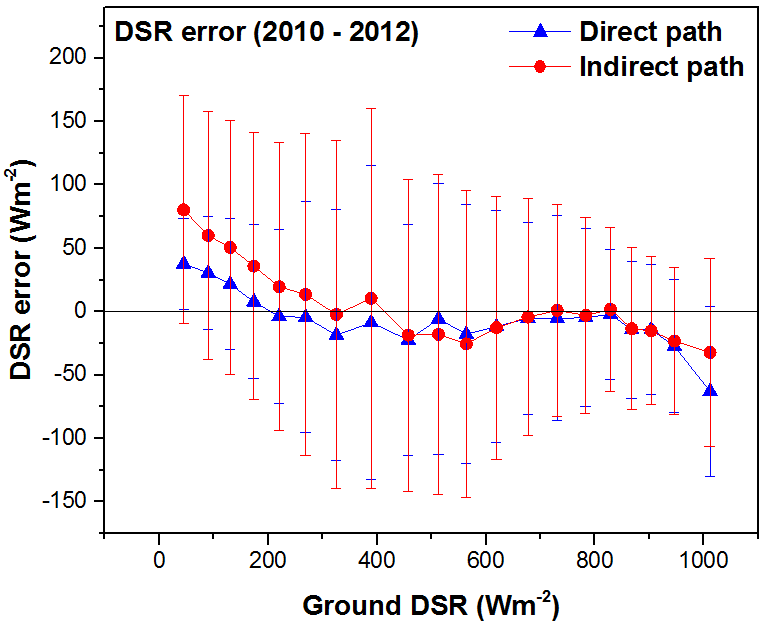 DSR error (2010 - 2012)
Direct path
Indirect path
DSR error (Wm⁻²)
200
150
100
50
0
-50
-100
-150
0 200 400 600 800 1000
Ground DSR (Wm⁻²)